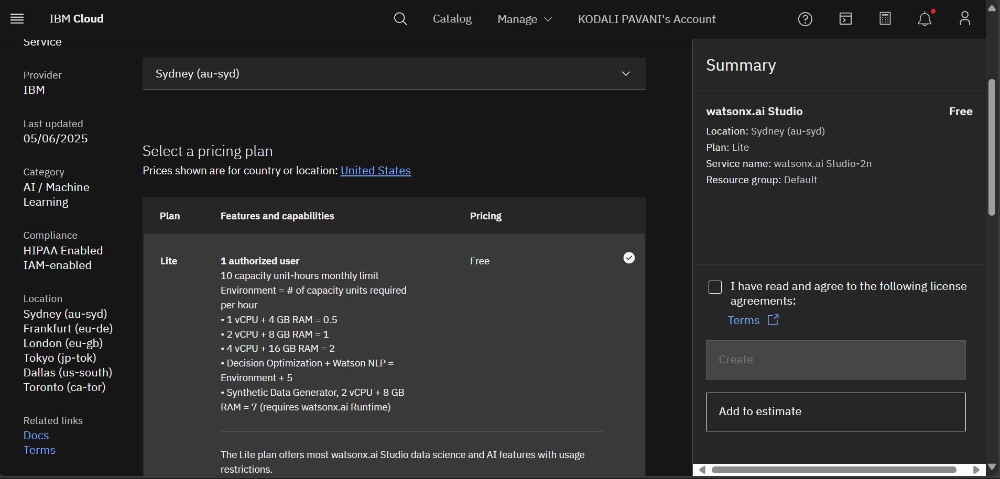 IBM Cloud
Catalog
Manage
KODALI PAVANI's Account
Service
Provider
IBM
Last updated
05/06/2025
Category
AI / Machine
Learning
Compliance
HIPAA Enabled
IAM-enabled
Location
Sydney (au-syd)
Frankfurt (eu-de)
London (eu-gb)
Tokyo (jp-tok)
Dallas (us-south)
Toronto (ca-tor)
Related links
Docs
Terms
Sydney (au-syd)
Select a pricing plan
Prices shown are for country or location: United States
Plan
Features and capabilities
Pricing
Lite
1 authorized user
10 capacity unit-hours monthly limit
Environment = # of capacity units required
per hour
• 1 vCPU + 4 GB RAM = 0.5
• 2 vCPU + 8 GB RAM = 1
• 4 vCPU + 16 GB RAM = 2
• Decision Optimization + Watson NLP =
Environment + 5
• Synthetic Data Generator, 2 vCPU + 8 GB
RAM = 7 (requires watsonx.ai Runtime)
Free
The Lite plan offers most watsonx.ai Studio data science and AI features with usage
restrictions.
Summary
watsonx.ai Studio
Free
Location: Sydney (au-syd)
Plan: Lite
Service name: watsonx.ai Studio-2n
Resource group: Default
I have read and agree to the following license
agreements:
Terms
Create
Add to estimate